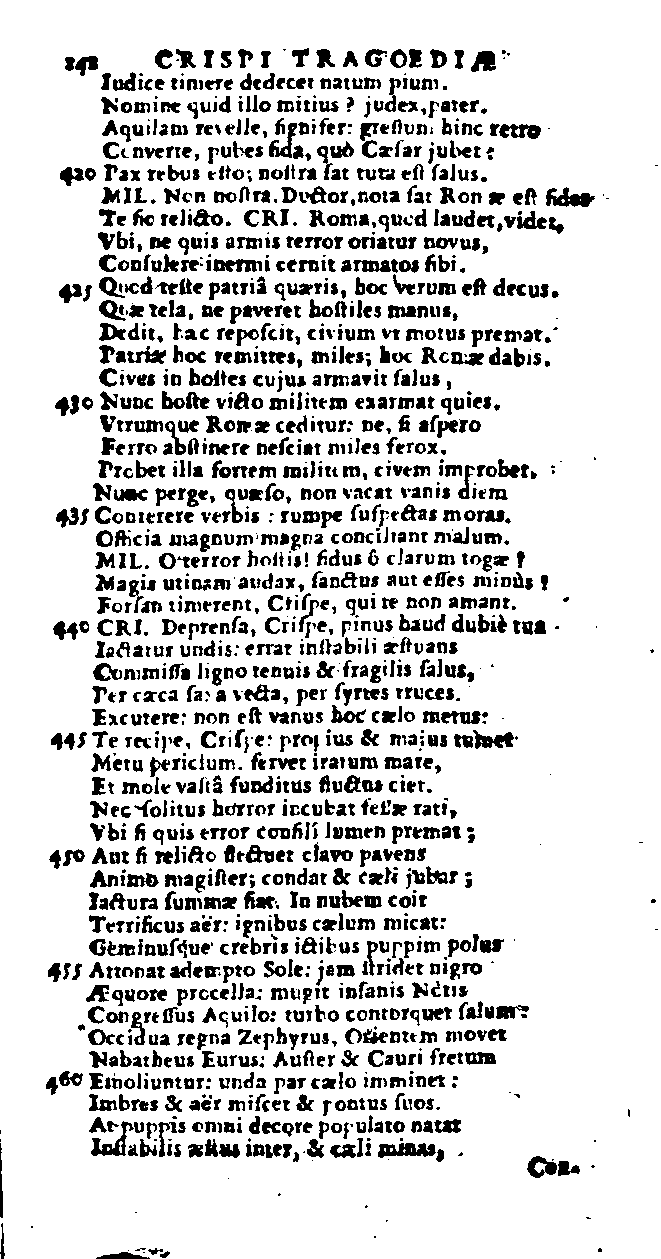 242 CRISPI TRAGOEDIÆ
Iudice timere dedecet natum pium.
Nomine quid illo mitius? judex, pater.
Aquilam revelle, signifer: gressum hinc retro
Converte, pubes fida, quò Cæsar jubet:
420 Pax rebus esto; nostra sat tuta est salus.
MIL. Non nostra. Ductor, nota sat Romæ est fides
Te sic relicto. CRI. Roma, quod laudet, videt,
Vbi, ne quis armis terror oriatur novus,
Consulere inermi cernit armatos sibi.
425 Quod teste patriâ quæris, hoc verum est decus.
Quæ tela, ne paveret hostiles manus,
Dedit, hac reposcit, civium vt motus premat.
Patriæ hoc remittes, miles; hoc Romæ dabis.
Cives in hostes cujus armavit salus,
430 Nunc hoste victo militem exarmat quies.
Vtrumque Romæ ceditur: ne, si aspero
Ferro abstinere nesciat miles ferox.
Probet illa fortem militem, civem improbet.
Nunc perge, quæso, non vacat vanis diem
435 Conterere verbis: rumpe suspectas moras.
Officia magnum magna conciliant malum.
MIL. O terror hostis! fidus ô clarum togæ!
Magis utinam audax, sanctus aut esses minùs!
Forsan timerent, Crispe, qui te non amant.
440 CRI. Deprensa, Crispe, pinus haud dubiè tua
Iactatur undis: errat instabili æstuans
Commissa ligno tenuis & fragilis salus,
Per cæca saxa vecta, per syrtes truces.
Excutere: non est vanus hoc cælo metus:
445 Te recipe, Crispe: propius & majus tumet
Metu periclum. fervet iratum mare,
Et mole vastâ funditus fluctus ciet.
Nec solitus horror incubat fessæ rati,
Vbi si quis error consili lumen premat;
450 Aut si relicto flectuet clavo pavens
Animo magister; condat & cæli jubar;
Iactura summæ fiat. In nubem coit
Terrificus aër: ignibus cælum micat:
Geminusque crebris ictibus puppim polus
455 Attonat adempto Sole: jam stridet nigro
Æquore procella: mugit insanis Notis
Congressus Aquilo: turbo contorquet salum:
Occidua regna Zephyrus, Orientem movet
Nabatheus Eurus: Auster & Cauri fretum
460 Emoliuntur: unda par cælo imminet:
Imbres & aër miscet & pontus suos.
At puppis omni decore populato natat
Instabilis æstus inter, & cæli minas,
Con-